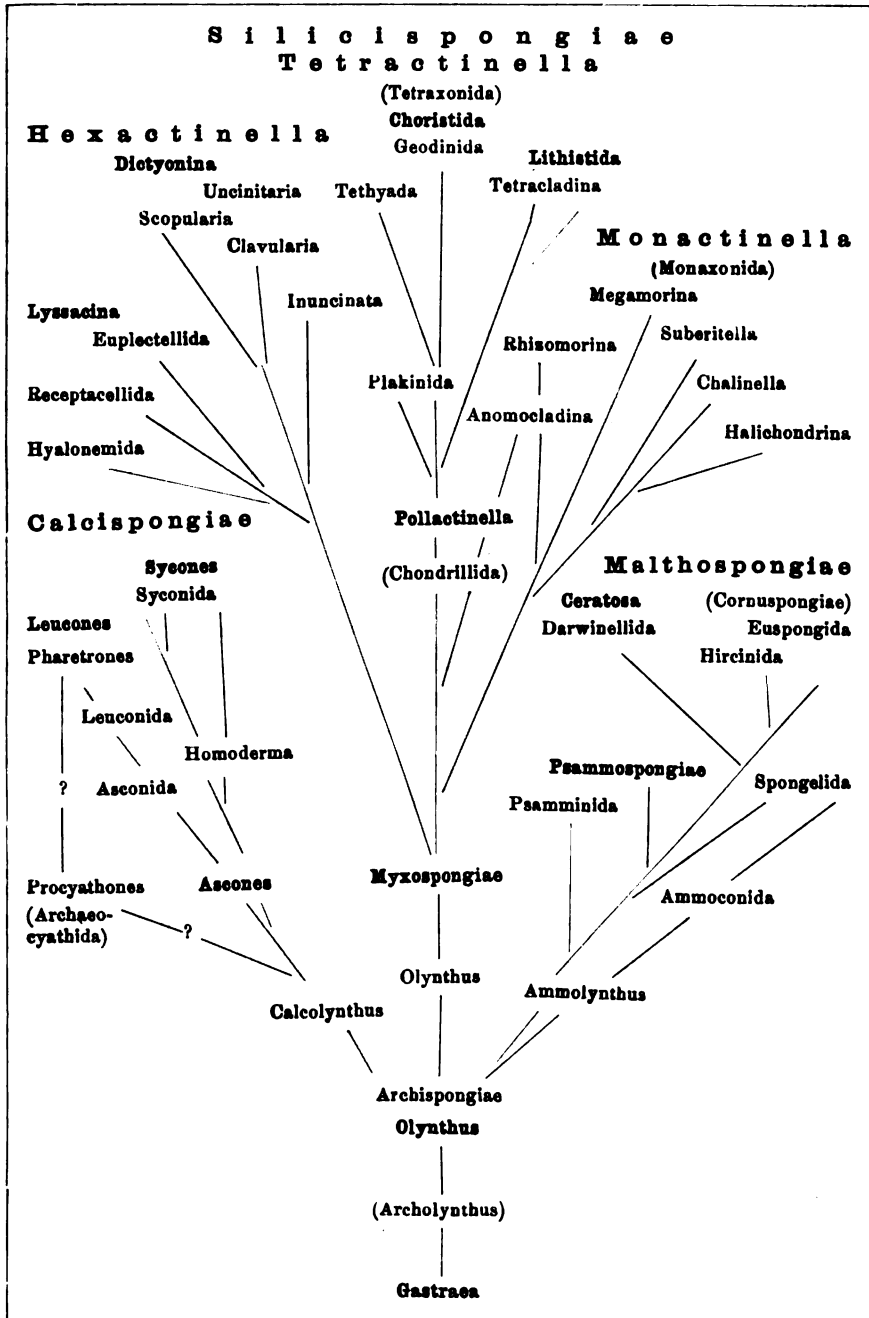 Silicispongiae
Tetractinella
(Tetraxonida)
Choristida
Geodinida
Hexactinella
Dictyonina
Uncinitaria
Scopularia
Clavularia
Inuncinata
Tethyada
Lithistida
Tetracladina
Monactinella
(Monaxonida)
Megamorina
Suberitella
Chalinella
Halichondrina
Lyssacina
Euplectellida
Receptacellida
Hyalonemida
Plakinida
Rhizomorina
Anomocladina
Calcispongiae
Pollactinella
(Chondrillida)
Sycones
Syconida
Leucones
Pharetrones
Leuconida
Homoderma
?
Asconida
Malthospongiae
Ceratosa
(Cornuspongiae)
Darwinellida
Euspongida
Hircinida
Psammospongiae
Psamminida
Spongelida
Procyathones
(Archaeo-
cyathida)
?
Ascones
Myxospongiae
Ammoconida
Olynthus
Ammolynthus
Calcolynthus
Archispongiae
Olynthus
(Archolynthus)
Gastraea